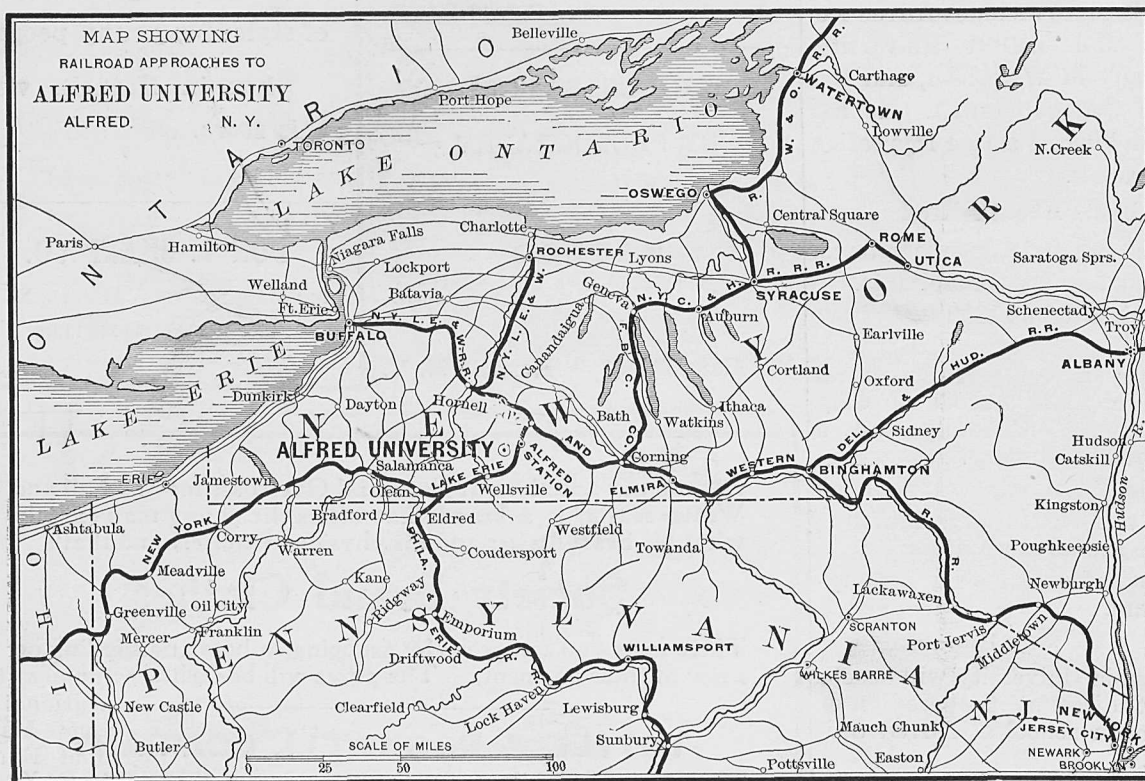 MAP SHOWING
RAILROAD APPROACHES TO
ALFRED UNIVERSITY
ALFRED N. Y.
Belleville
Port Hope
TORONTO
ONTARIO
LAKE ONTARIO
R. W. & O. R. R.
Carthage
WATERTOWN
Lowville
N. Creek
OSWEGO
Paris
Hamilton
Niagara Falls
Charlotte
Central Square
ROME
ROCHESTER
Lyons
UTICA
Saratoga Sprs.
Lockport
Welland
Batavia
Geneva
N. Y. C. & H. R. R. R.
SYRACUSE
Ft. Erie
Canandaigua
Auburn
Schenectady
Troy
BUFFALO
N. Y. L. E. & W. R. R.
N. Y. L. E. & W.
F. B. C. CO.
Earlville
ALBANY
LAKE ERIE
Cortland
DEL. & HUD. R.R.
Dunkirk
Dayton
Hornell
Oxford
NEW YORK
Bath
Ithaca
Watkins
Sidney
Hudson
Catskill
ALFRED UNIVERSITY
ALFRED STATION
Corning
BINGHAMTON
ERIE
Jamestown
Salamanca
Olean
Wellsville
ELMIRA
NEW YORK LAKE ERIE AND WESTERN R. R.
Ashtabula
Corry
Bradford
Eldred
Westfield
Kingston
Hudson R.
Warren
Coudersport
Towanda
Poughkeepsie
Meadville
Kane
PHILA. & ERIE R. R.
OHIO
Greenville
Oil City
Ridgway
Lackawaxen
Newburgh
Mercer
Franklin
Emporium
SCRANTON
Port Jervis
Middletown
PENNSYLVANIA
Driftwood
WILLIAMSPORT
WILKES BARRE
New Castle
Clearfield
Lock Haven
Lewisburg
N. J.
NEW YORK
JERSEY CITY
Butler
SCALE OF MILES
0 25 50 100
Sunbury
Mauch Chunk
NEWARK
Pottsville
Easton
BROOKLYN